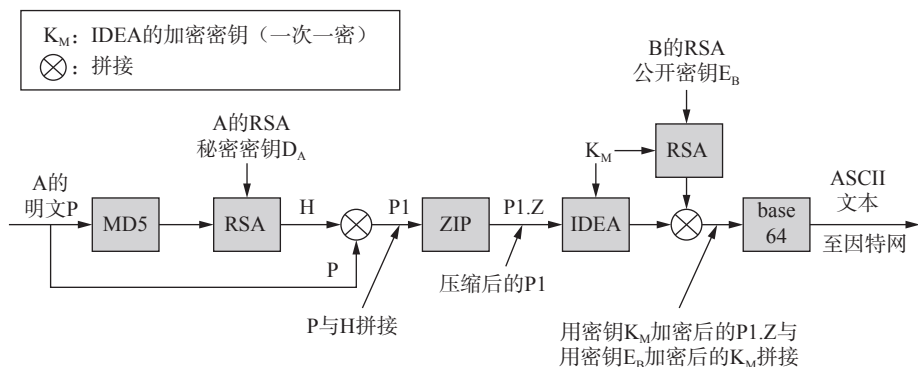 K_M：IDEA的加密密钥（一次一密）
⊗：拼接
B的RSA
公开密钥E_B
A的RSA
秘密密钥D_A
K_M
RSA
A的
明文P
MD5
RSA
H
P1
ZIP
P1.Z
IDEA
base
64
ASCII
文本
至因特网
P
压缩后的P1
P与H拼接
用密钥K_M加密后的P1.Z与
用密钥E_B加密后的K_M拼接